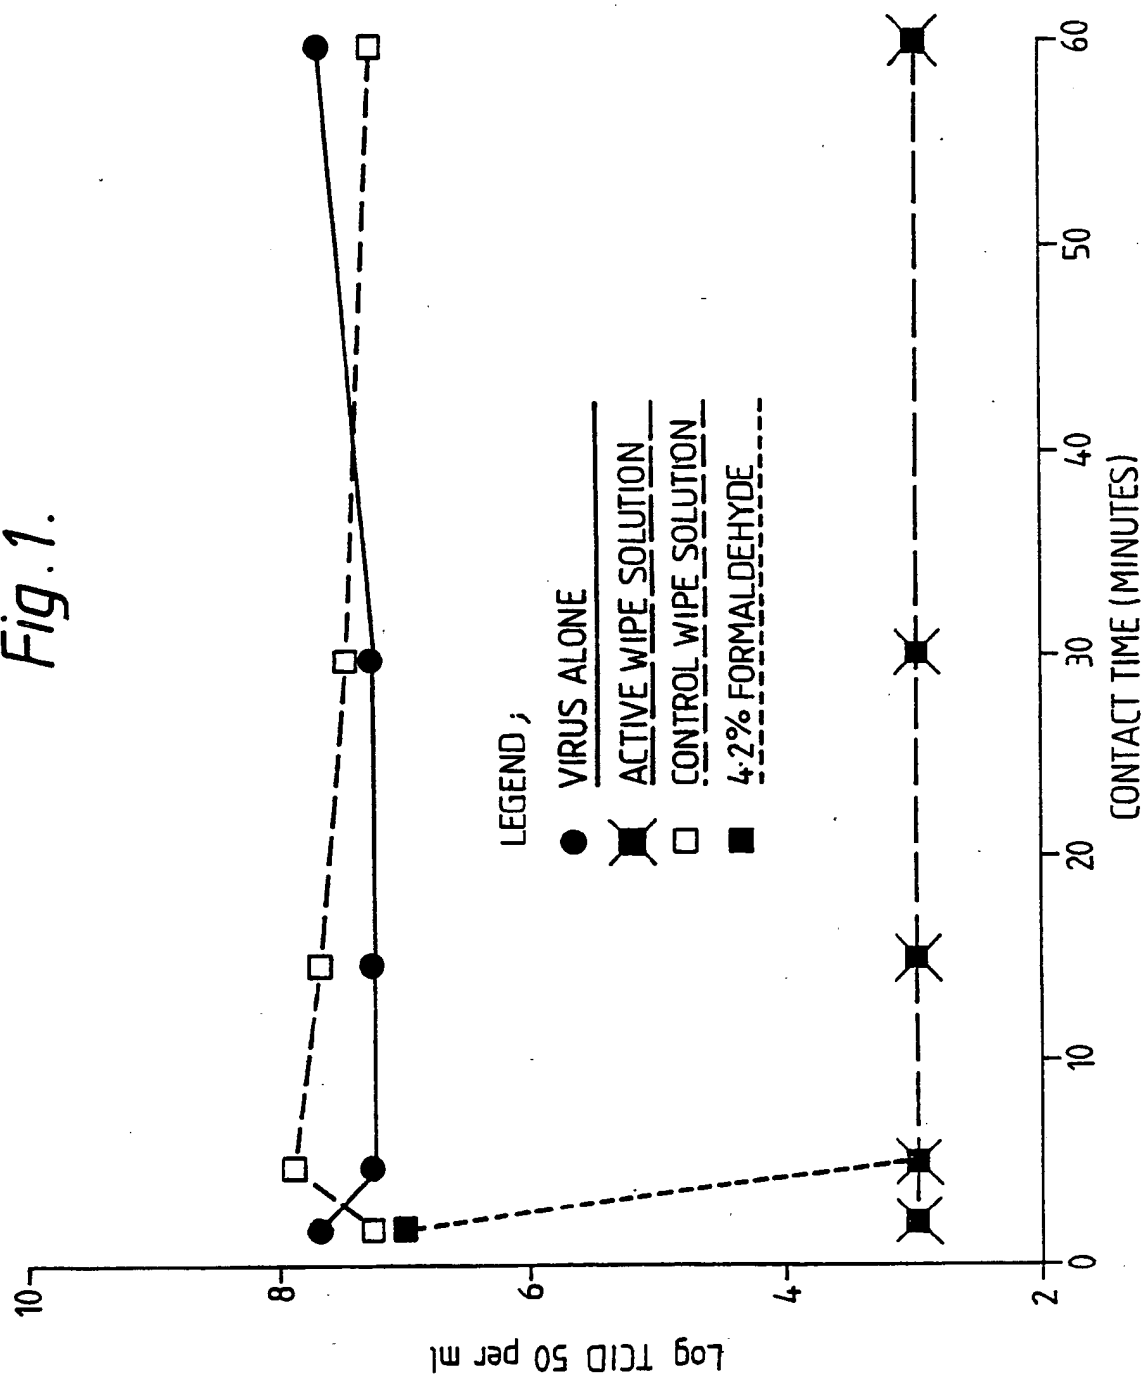 Fig. 1.
10
8
6
4
2
Log TCID 50 per ml
0
10
20
30
40
50
60
CONTACT TIME (MINUTES)
LEGEND ;
VIRUS ALONE
ACTIVE WIPE SOLUTION
CONTROL WIPE SOLUTION
4·2% FORMALDEHYDE